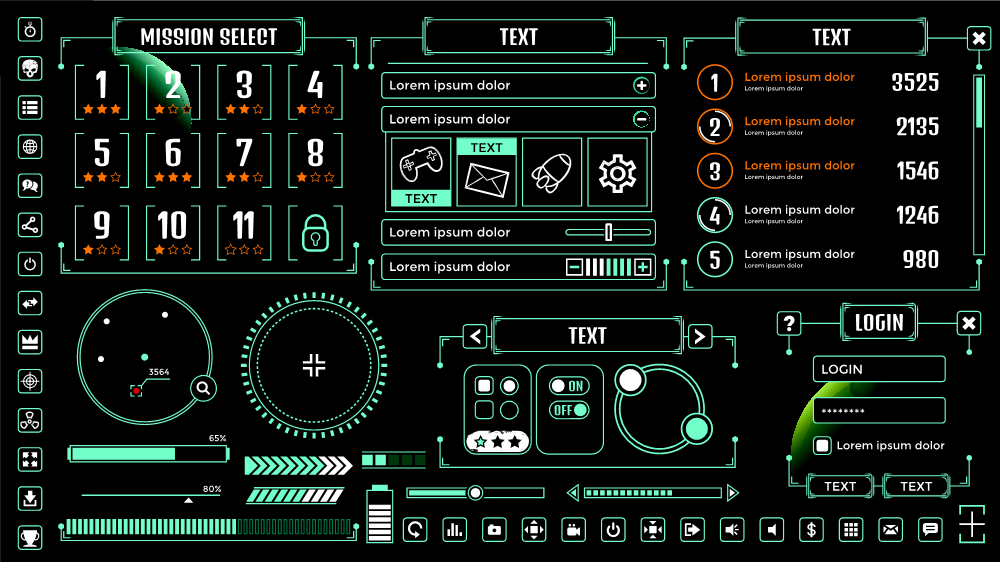 MISSION SELECT
1 2 3 4
5 6 7 8
9 10 11
TEXT
Lorem ipsum dolor
Lorem ipsum dolor
TEXT
TEXT
Lorem ipsum dolor
Lorem ipsum dolor
TEXT
1 Lorem ipsum dolor 3525
Lorem ipsum dolor
2 Lorem ipsum dolor 2135
Lorem ipsum dolor
3 Lorem ipsum dolor 1546
Lorem ipsum dolor
4 Lorem ipsum dolor 1246
Lorem ipsum dolor
5 Lorem ipsum dolor 980
Lorem ipsum dolor
3564
65%
80%
TEXT
ON
OFF
? LOGIN
LOGIN
********
Lorem ipsum dolor
TEXT TEXT
$